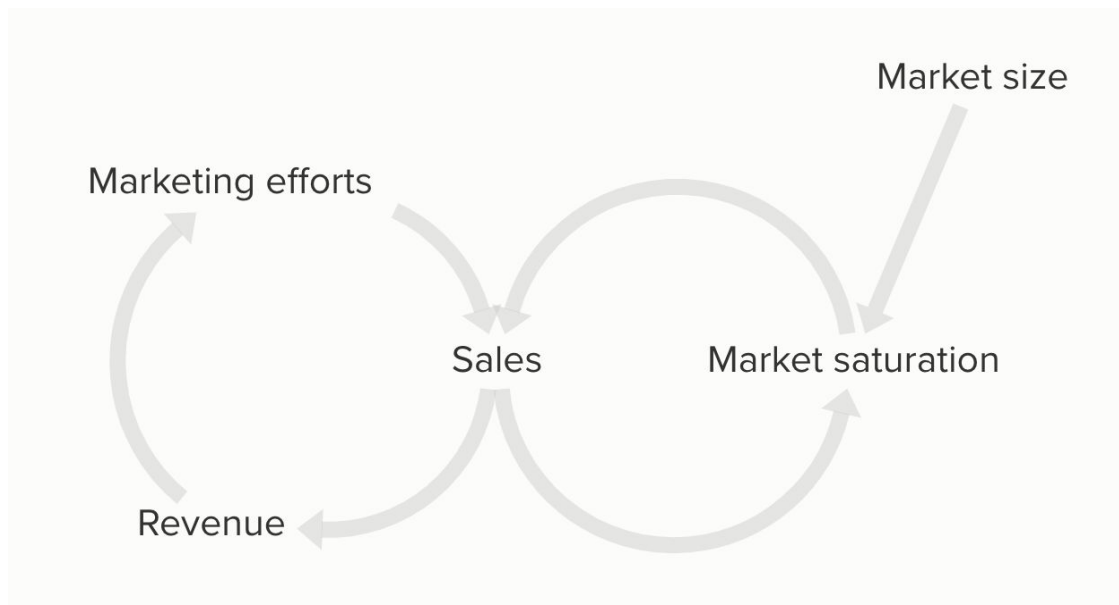 Market size
Marketing efforts
Sales
Market saturation
Revenue